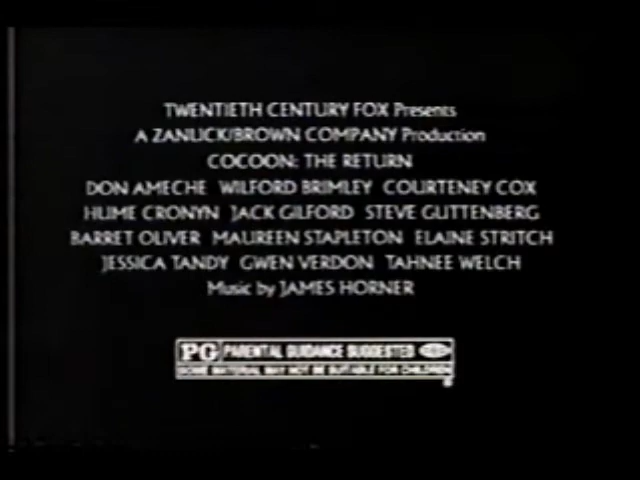 TWENTIETH CENTURY FOX Presents
A ZANUCK/BROWN COMPANY Production
COCOON: THE RETURN
DON AMECHE WILFORD BRIMLEY COURTENEY COX
HUME CRONYN JACK GILFORD STEVE GUTTENBERG
BARRET OLIVER MAUREEN STAPLETON ELAINE STRITCH
JESSICA TANDY GWEN VERDON TAHNEE WELCH
Music by JAMES HORNER
PG PARENTAL GUIDANCE SUGGESTED
SOME MATERIAL MAY NOT BE SUITABLE FOR CHILDREN